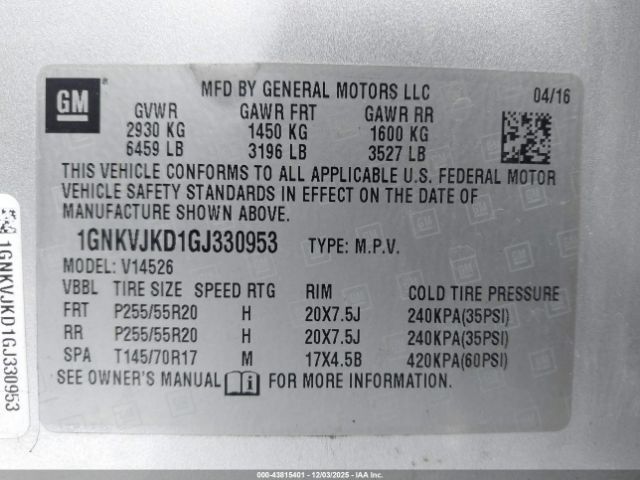 GM
MFD BY GENERAL MOTORS LLC 04/16
GVWR GAWR FRT GAWR RR
2930 KG 1450 KG 1600 KG
6459 LB 3196 LB 3527 LB
THIS VEHICLE CONFORMS TO ALL APPLICABLE U.S. FEDERAL MOTOR
VEHICLE SAFETY STANDARDS IN EFFECT ON THE DATE OF
MANUFACTURE SHOWN ABOVE.
1GNKVJKD1GJ330953 TYPE: M.P.V.
MODEL: V14526
VBBL TIRE SIZE SPEED RTG RIM COLD TIRE PRESSURE
FRT P255/55R20 H 20X7.5J 240KPA(35PSI)
RR P255/55R20 H 20X7.5J 240KPA(35PSI)
SPA T145/70R17 M 17X4.5B 420KPA(60PSI)
SEE OWNER'S MANUAL FOR MORE INFORMATION.
1GNKVJKD1GJ330953
000-43815401 - 12/03/2025 - IAAI.com